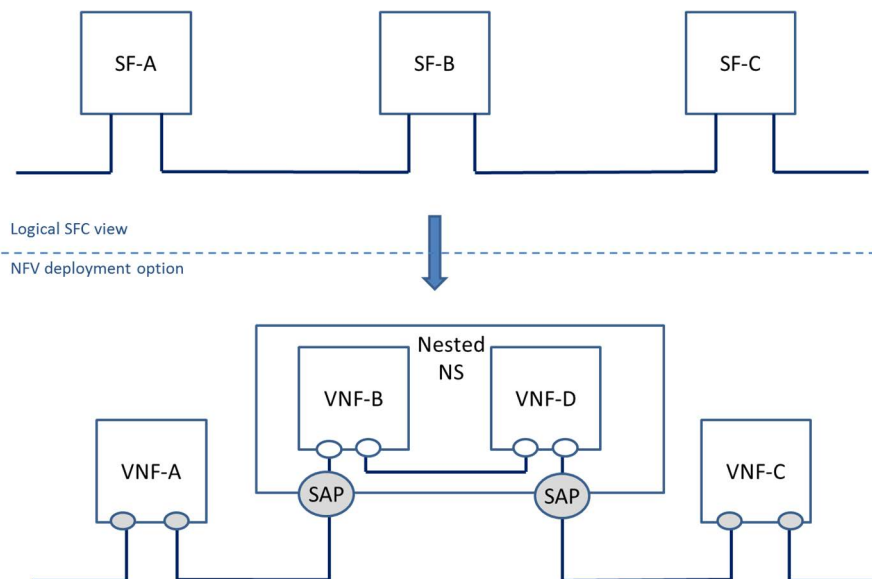 SF-A
SF-B
SF-C
Logical SFC view
NFV deployment option
Nested
NS
VNF-B
VNF-D
VNF-A
VNF-C
SAP
SAP